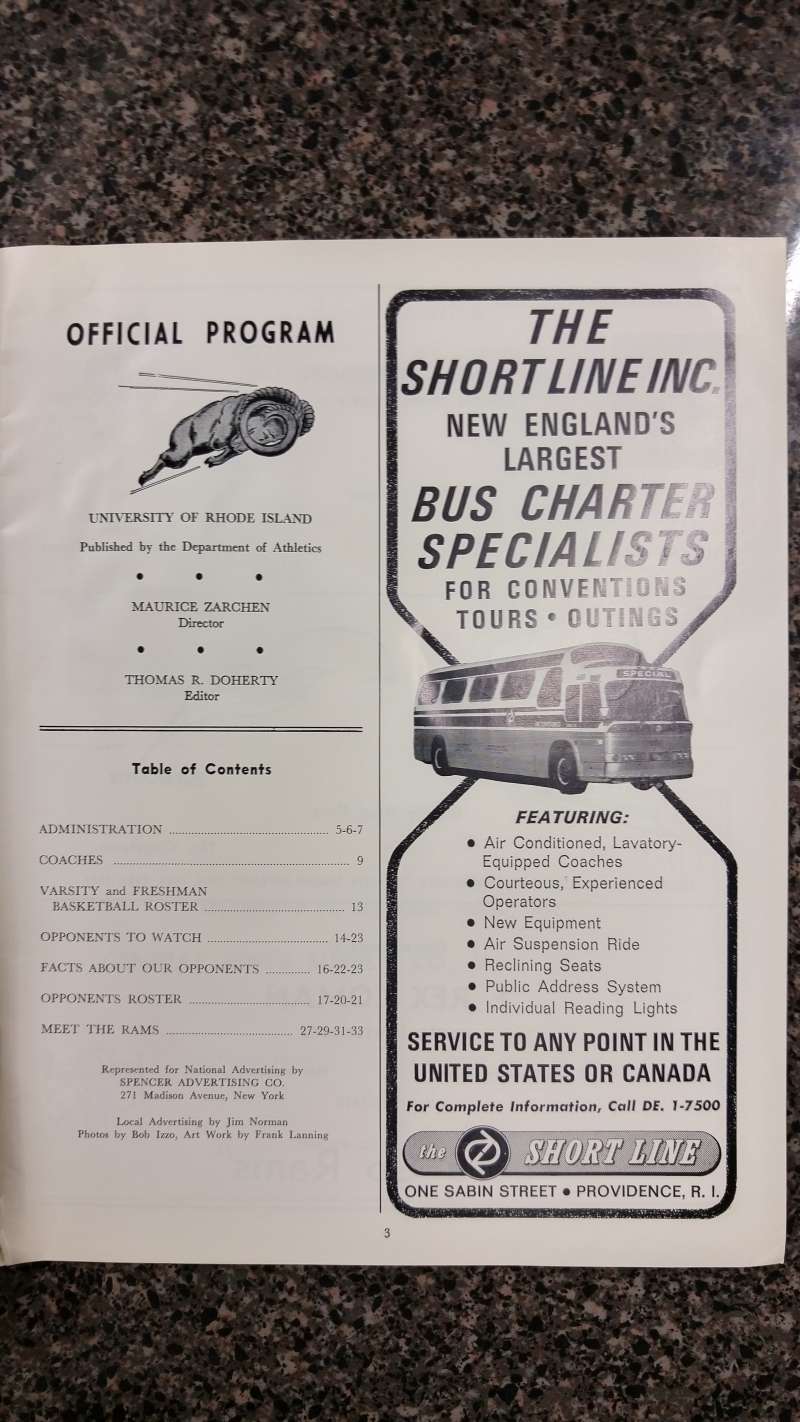 OFFICIAL PROGRAM
UNIVERSITY OF RHODE ISLAND
Published by the Department of Athletics
• • •
MAURICE ZARCHEN
Director
• • •
THOMAS R. DOHERTY
Editor
Table of Contents
ADMINISTRATION ........................................ 5-6-7
COACHES ........................................ 9
VARSITY and FRESHMAN
BASKETBALL ROSTER ........................................ 13
OPPONENTS TO WATCH ................................ 14-23
FACTS ABOUT OUR OPPONENTS ............ 16-22-23
OPPONENTS ROSTER ................................ 17-20-21
MEET THE RAMS ................................ 27-29-31-33
Represented for National Advertising by
SPENCER ADVERTISING CO.
271 Madison Avenue, New York
Local Advertising by Jim Norman
Photos by Bob Izzo, Art Work by Frank Lanning
THE
SHORT LINE INC.
NEW ENGLAND'S
LARGEST
BUS CHARTER
SPECIALISTS
FOR CONVENTIONS
TOURS • OUTINGS
SPECIAL
FEATURING:
• Air Conditioned, Lavatory-
Equipped Coaches
• Courteous, Experienced
Operators
• New Equipment
• Air Suspension Ride
• Reclining Seats
• Public Address System
• Individual Reading Lights
SERVICE TO ANY POINT IN THE
UNITED STATES OR CANADA
For Complete Information, Call DE. 1-7500
the SHORT LINE
ONE SABIN STREET • PROVIDENCE, R. I.
3